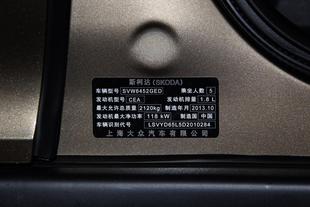 斯柯达(SKODA)
车辆型号 SVW6452GED 乘坐人数 5
发动机型号 CEA 发动机排量 1.8 L
最大允许总质量 2120kg 制造年月 2013.10
发动机最大净功率 118 kW 制造国 中国
车辆识别代号 LSVYD65L5D2010284
上海大众汽车有限公司